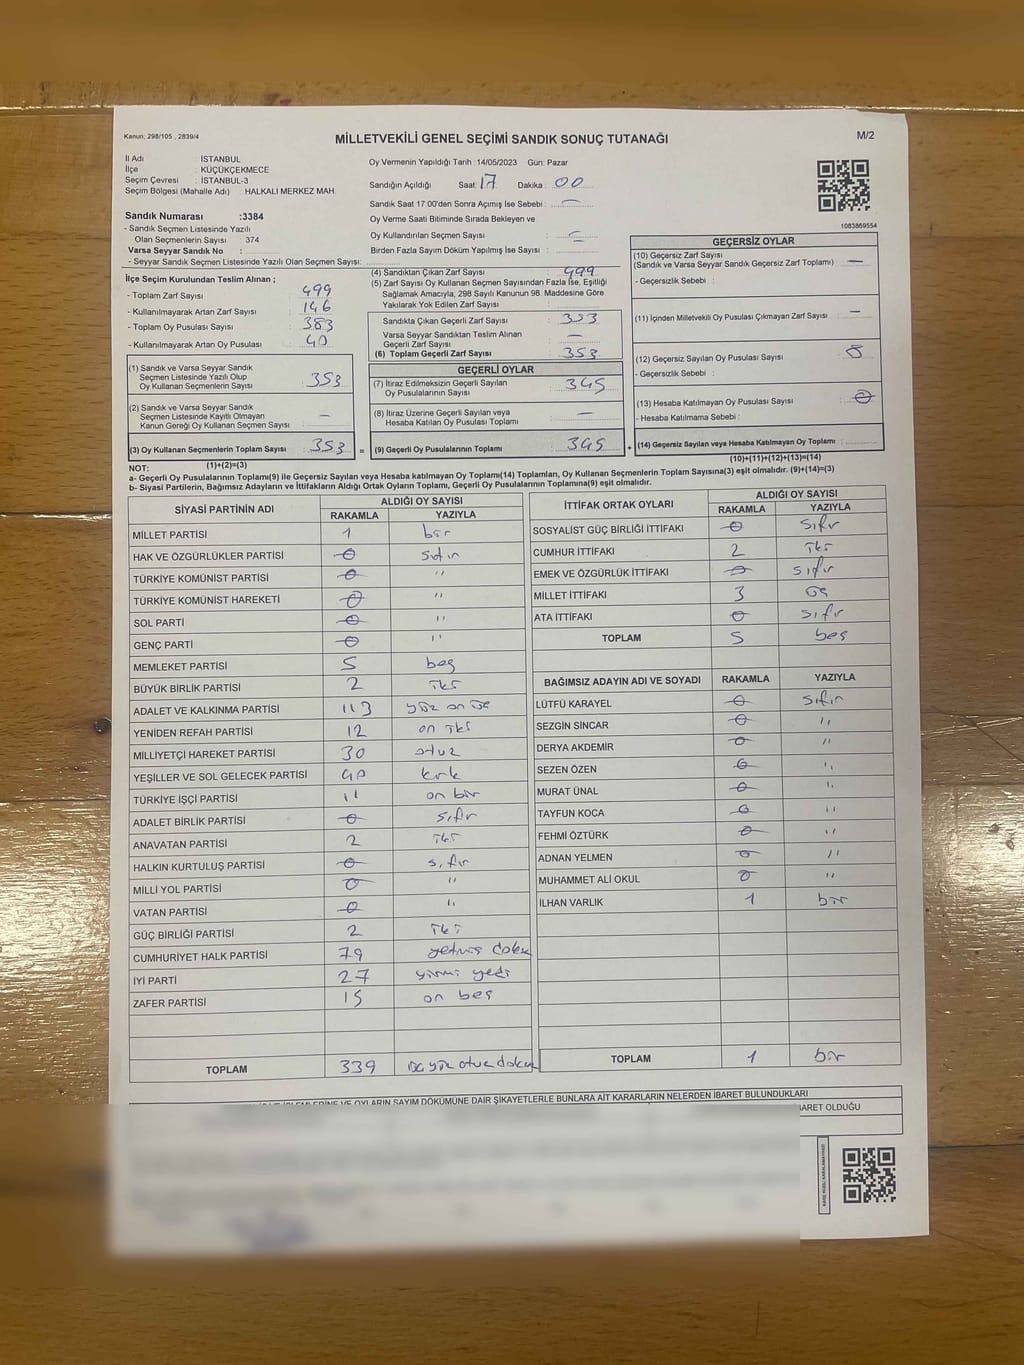 Kanun; 298/105 , 2839/4
MİLLETVEKİLİ GENEL SEÇİMİ SANDIK SONUÇ TUTANAĞI
M/2
İl Adı : İSTANBUL
İlçe : KÜÇÜKÇEKMECE
Seçim Çevresi : İSTANBUL-3
Seçim Bölgesi (Mahalle Adı) : HALKALI MERKEZ MAH.
Oy Vermenin Yapıldığı Tarih :14/05/2023 Gün: Pazar
Sandığın Açıldığı Saat: 17 Dakika : 00
Sandık Saat 17:00'den Sonra Açımış İse Sebebi : —
Oy Verme Saati Bitiminde Sırada Bekleyen ve
Oy Kullandırılan Seçmen Sayısı :
Birden Fazla Sayım Döküm Yapılmış İse Sayısı :
1083869554
Sandık Numarası :3384
- Sandık Seçmen Listesinde Yazılı
Olan Seçmenlerin Sayısı : 374
Varsa Seyyar Sandık No :
- Seyyar Sandık Seçmen Listesinde Yazılı Olan Seçmen Sayısı:
İlçe Seçim Kurulundan Teslim Alınan ;
- Toplam Zarf Sayısı 499
- Kullanılmayarak Artan Zarf Sayısı : 146
- Toplam Oy Pusulası Sayısı : 383
- Kullanılmayarak Artan Oy Pusulası : 40
(4) Sandıktan Çıkan Zarf Sayısı : 499
(5) Zarf Sayısı Oy Kullanan Seçmen Sayısından Fazla İse, Eşitliği
Sağlamak Amacıyla, 298 Sayılı Kanunun 98. Maddesine Göre
Yakılarak Yok Edilen Zarf Sayısı :
Sandıkta Çıkan Geçerli Zarf Sayısı : 353
Varsa Seyyar Sandıktan Teslim Alınan
Geçerli Zarf Sayısı : —
(6) Toplam Geçerli Zarf Sayısı : 353
GEÇERSİZ OYLAR
(10) Geçersiz Zarf Sayısı
(Sandık ve Varsa Seyyar Sandık Geçersiz Zarf Toplamı) : —
- Geçersizlik Sebebi :
(11) İçinden Milletvekili Oy Pusulası Çıkmayan Zarf Sayısı : —
(12) Geçersiz Sayılan Oy Pusulası Sayısı : 8
- Geçersizlik Sebebi :
(13) Hesaba Katılmayan Oy Pusulası Sayısı : 0
- Hesaba Katılmama Sebebi :
(14) Geçersiz Sayılan veya Hesaba Katılmayan Oy Toplamı :
(10)+(11)+(12)+(13)=(14)
(1) Sandık ve Varsa Seyyar Sandık
Seçmen Listesinde Yazılı Olup
Oy Kullanan Seçmenlerin Sayısı : 353
(2) Sandık ve Varsa Seyyar Sandık
Seçmen Listesinde Kayıtlı Olmayan
Kanun Gereği Oy Kullanan Seçmen Sayısı : —
(3) Oy Kullanan Seçmenlerin Toplam Sayısı : 353 =
(1)+(2)=(3)
GEÇERLİ OYLAR
(7) İtiraz Edilmeksizin Geçerli Sayılan
Oy Pusulalarının Sayısı : 345
(8) İtiraz Üzerine Geçerli Sayılan veya
Hesaba Katılan Oy Pusulası Toplamı : —
(9) Geçerli Oy Pusulalarının Toplamı : 345 +
NOT:
a- Geçerli Oy Pusulalarının Toplamı(9) ile Geçersiz Sayılan veya Hesaba katılmayan Oy Toplamı(14) Toplamları, Oy Kullanan Seçmenlerin Toplam Sayısına(3) eşit olmalıdır. (9)+(14)=(3)
b- Siyasi Partilerin, Bağımsız Adayların ve İttifakların Aldığı Ortak Oyların Toplamı, Geçerli Oy Pusulalarının Toplamına(9) eşit olmalıdır.
SİYASİ PARTİNİN ADI ALDIĞI OY SAYISI
RAKAMLA YAZIYLA
MİLLET PARTİSİ 1 bir
HAK VE ÖZGÜRLÜKLER PARTİSİ 0 sıfır
TÜRKİYE KOMÜNİST PARTİSİ 0 "
TÜRKİYE KOMÜNİST HAREKETİ 0 "
SOL PARTİ 0 "
GENÇ PARTİ 0 "
MEMLEKET PARTİSİ 5 beş
BÜYÜK BİRLİK PARTİSİ 2 iki
ADALET VE KALKINMA PARTİSİ 113 yüz on üç
YENİDEN REFAH PARTİSİ 12 on iki
MİLLİYETÇİ HAREKET PARTİSİ 30 otuz
YEŞİLLER VE SOL GELECEK PARTİSİ 40 kırk
TÜRKİYE İŞÇİ PARTİSİ 11 on bir
ADALET BİRLİK PARTİSİ 0 sıfır
ANAVATAN PARTİSİ 2 iki
HALKIN KURTULUŞ PARTİSİ 0 sıfır
MİLLİ YOL PARTİSİ 0 "
VATAN PARTİSİ 0 "
GÜÇ BİRLİĞİ PARTİSİ 2 iki
CUMHURİYET HALK PARTİSİ 79 yetmiş dokuz
İYİ PARTİ 27 yirmi yedi
ZAFER PARTİSİ 15 on beş
TOPLAM 339 üç yüz otuz dokuz
İTTİFAK ORTAK OYLARI ALDIĞI OY SAYISI
RAKAMLA YAZIYLA
SOSYALİST GÜÇ BİRLİĞİ İTTİFAKI 0 sıfır
CUMHUR İTTİFAKI 2 iki
EMEK VE ÖZGÜRLÜK İTTİFAKI 0 sıfır
MİLLET İTTİFAKI 3 üç
ATA İTTİFAKI 0 sıfır
TOPLAM 5 beş
BAĞIMSIZ ADAYIN ADI VE SOYADI RAKAMLA YAZIYLA
LÜTFÜ KARAYEL 0 sıfır
SEZGİN SİNCAR 0 "
DERYA AKDEMİR 0 "
SEZEN ÖZEN 0 "
MURAT ÜNAL 0 "
TAYFUN KOCA 0 "
FEHMİ ÖZTÜRK 0 "
ADNAN YELMEN 0 "
MUHAMMET ALİ OKUL 0 "
İLHAN VARLIK 1 bir
TOPLAM 1 bir
VE OYLARIN SAYIM DÖKÜMÜNE DAİR ŞİKAYETLERLE BUNLARA AİT KARARLARIN NELERDEN İBARET BULUNDUKLARI
BARET OLDUĞU